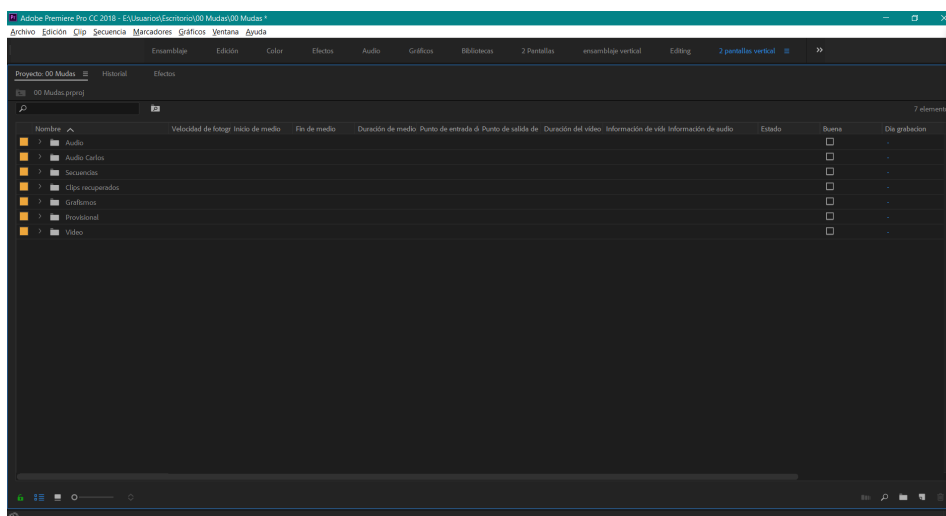 Adobe Premiere Pro CC 2018 - E:\Usuarios\Escritorio\00 Mudas\00 Mudas *
Archivo Edición Clip Secuencia Marcadores Gráficos Ventana Ayuda
Ensamblaje Edición Color Efectos Audio Gráficos Bibliotecas 2 Pantallas ensamblaje vertical Editing 2 pantallas vertical
Proyecto: 00 Mudas Historial Efectos
00 Mudas.prproj
7 element
Nombre Velocidad de fotogr Inicio de medio Fin de medio Duración de medio Punto de entrada d Punto de salida de Duración del vídeo Información de víde Información de audio Estado Buena Dia grabacion
Audio -
Audio Carlos -
Secuencias -
Clips recuperados -
Grafismos -
Provisional -
Video -